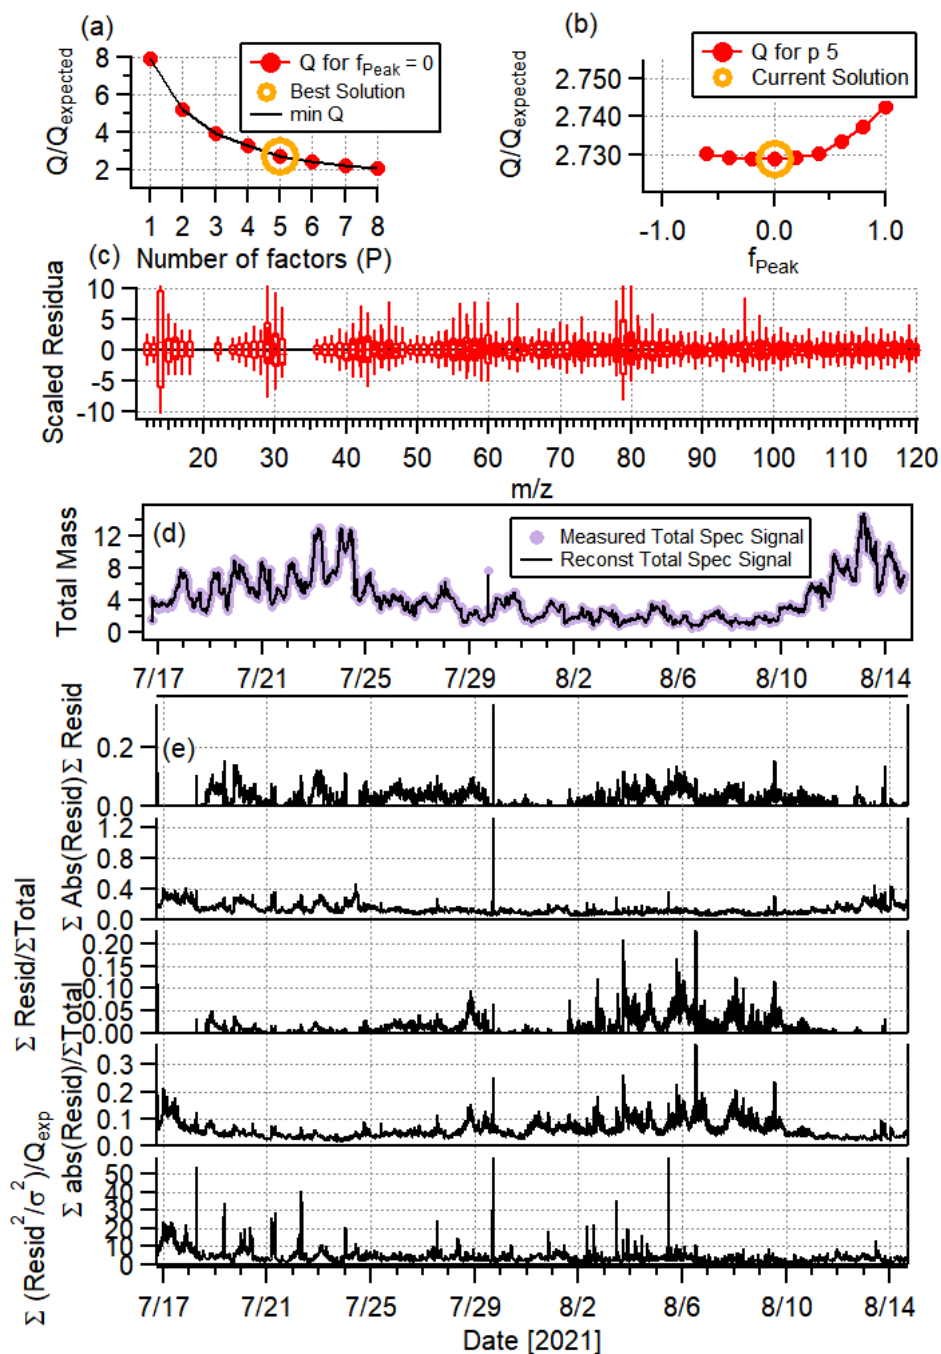 (a)
Q/Qexpected
8
6
4
2
Q for fPeak = 0
Best Solution
min Q
1 2 3 4 5 6 7 8
Number of factors (P)
(b)
Q/Qexpected
2.750
2.740
2.730
Q for p 5
Current Solution
-1.0 0.0 1.0
fPeak
(c)
Scaled Residua
10
5
0
-5
-10
20 30 40 50 60 70 80 90 100 110 120
m/z
(d)
Total Mass
12
8
4
0
Measured Total Spec Signal
Reconst Total Spec Signal
7/17 7/21 7/25 7/29 8/2 8/6 8/10 8/14
(e)
Σ Resid
0.2
0.0
Σ Abs(Resid)
1.2
0.8
0.4
0.0
Σ Resid/ΣTotal
0.20
0.15
0.10
0.05
0.00
Σ abs(Resid)/ΣTotal
0.3
0.2
0.1
0.0
Σ (Resid²/σ²)/Qexp
50
40
30
20
10
0
7/17 7/21 7/25 7/29 8/2 8/6 8/10 8/14
Date [2021]